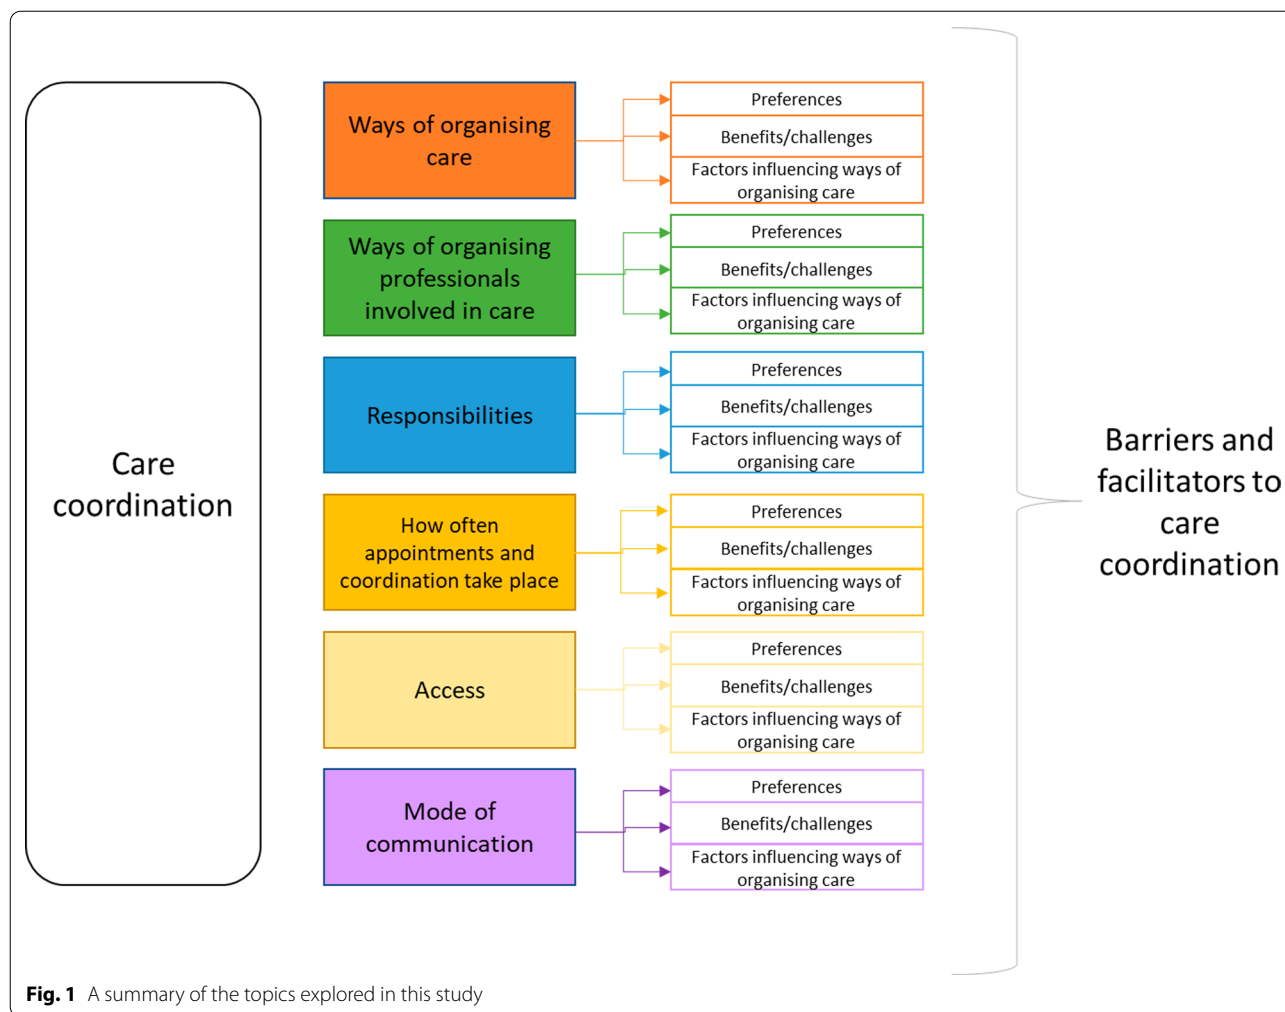 Care
coordination
Ways of organising
care
Preferences
Benefits/challenges
Factors influencing ways of
organising care
Ways of organising
professionals
involved in care
Preferences
Benefits/challenges
Factors influencing ways of
organising care
Responsibilities
Preferences
Benefits/challenges
Factors influencing ways of
organising care
How often
appointments and
coordination take place
Preferences
Benefits/challenges
Factors influencing ways of
organising care
Access
Preferences
Benefits/challenges
Factors influencing ways of
organising care
Mode of
communication
Preferences
Benefits/challenges
Factors influencing ways of
organising care
Barriers and
facilitators to
care
coordination
Fig. 1 A summary of the topics explored in this study